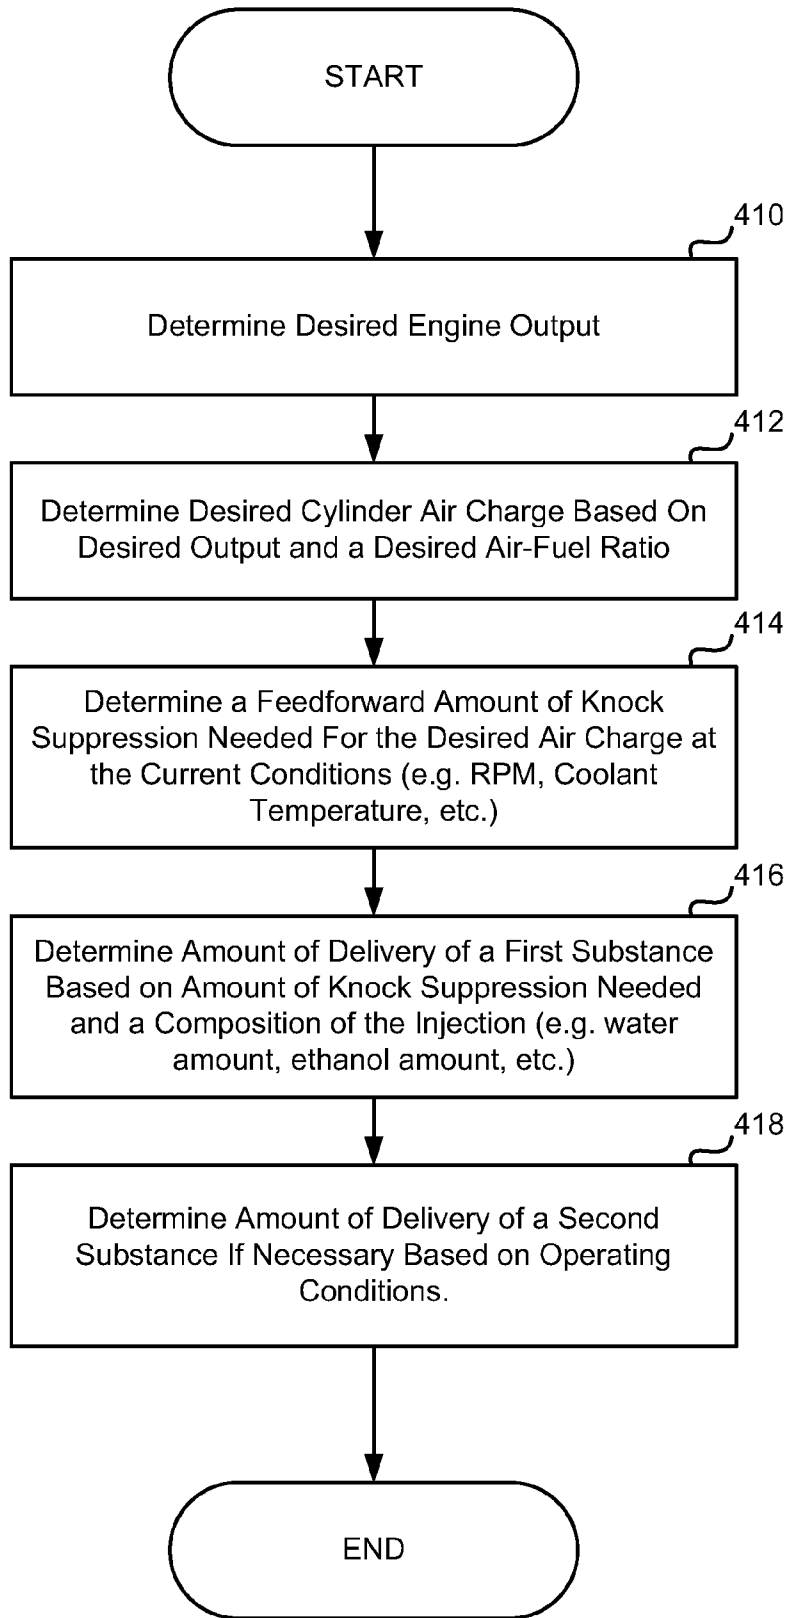 START
410
Determine Desired Engine Output
412
Determine Desired Cylinder Air Charge Based On
Desired Output and a Desired Air-Fuel Ratio
414
Determine a Feedforward Amount of Knock
Suppression Needed For the Desired Air Charge at
the Current Conditions (e.g. RPM, Coolant
Temperature, etc.)
416
Determine Amount of Delivery of a First Substance
Based on Amount of Knock Suppression Needed
and a Composition of the Injection (e.g. water
amount, ethanol amount, etc.)
418
Determine Amount of Delivery of a Second
Substance If Necessary Based on Operating
Conditions.
END